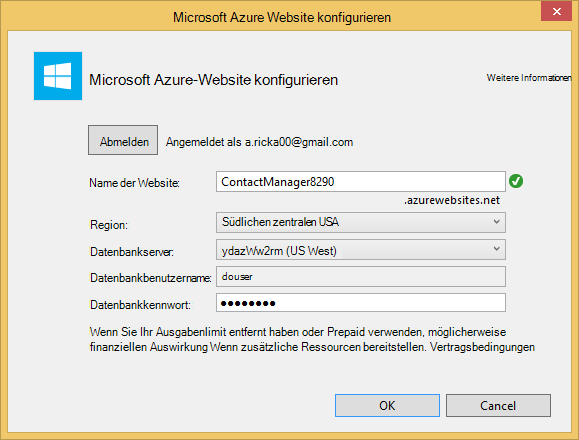 Microsoft Azure Website konfigurieren
Microsoft Azure-Website konfigurieren
Weitere Informationen
Abmelden Angemeldet als a.ricka00@gmail.com
Name der Website: ContactManager8290
.azurewebsites.net
Region: Südlichen zentralen USA
Datenbankserver: ydazWw2rm (US West)
Datenbankbenutzername: douser
Datenbankkennwort: ●●●●●●●●
Wenn Sie Ihr Ausgabenlimit entfernt haben oder Prepaid verwenden, möglicherweise
finanziellen Auswirkung Wenn zusätzliche Ressourcen bereitstellen. Vertragsbedingungen
OK Cancel